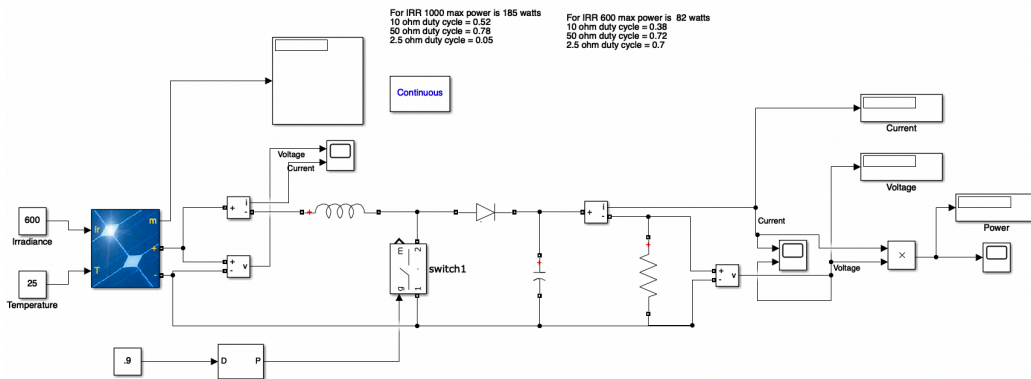 For IRR 1000 max power is 185 watts
10 ohm duty cycle = 0.52
50 ohm duty cycle = 0.78
2.5 ohm duty cycle = 0.05
For IRR 600 max power is  82 watts
10 ohm duty cycle = 0.38
50 ohm duty cycle = 0.72
2.5 ohm duty cycle = 0.7
Continuous
Current
Voltage
Voltage
Current
Power
600
Irradiance
Ir
m
+
T
-
25
Temperature
+
-
i
+
-
v
+
m
2
g
1
switch1
+
+
-
i
+
+
-
v
Current
Voltage
×
.9
D
P